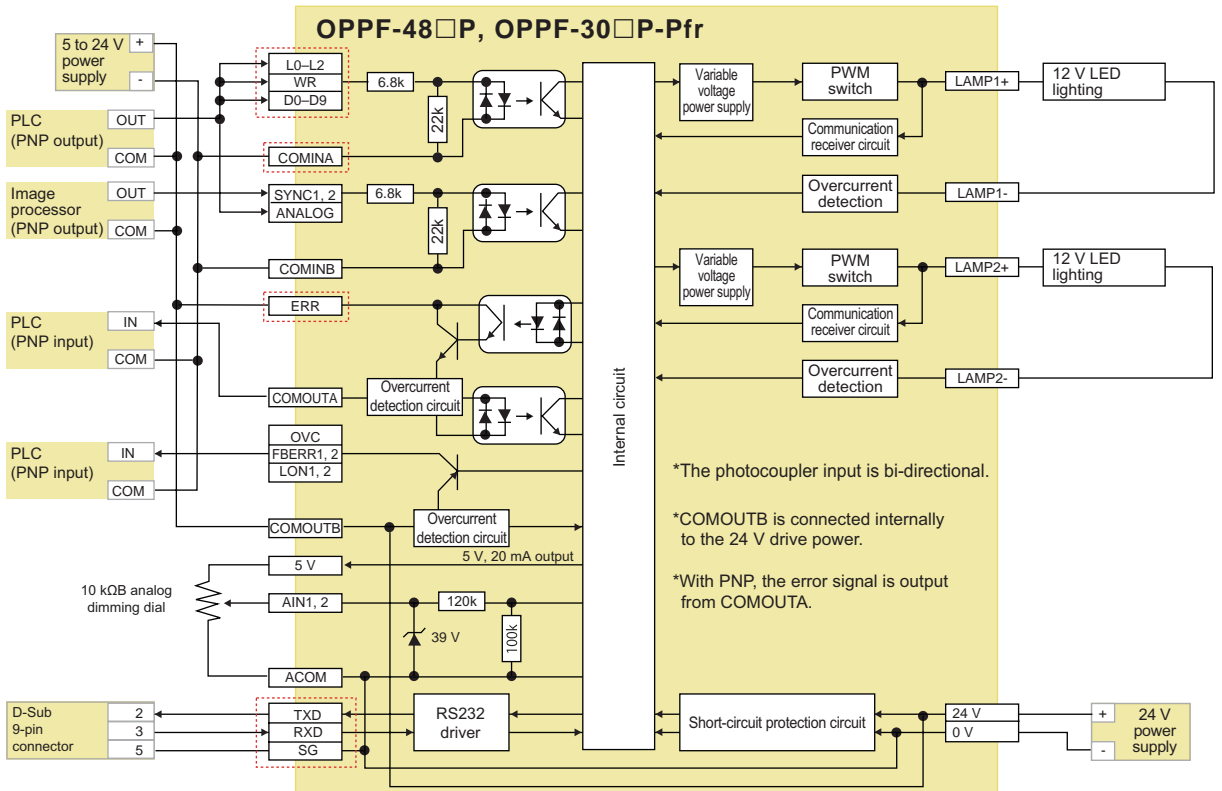 OPPF-48□P, OPPF-30□P-Pfr
5 to 24 V
power
supply
+
-
PLC
(PNP output)
OUT
COM
Image
processor
(PNP output)
OUT
COM
PLC
(PNP input)
IN
COM
PLC
(PNP input)
IN
COM
10 kΩB analog
dimming dial
D-Sub
9-pin
connector
2
3
5
L0–L2
WR
D0–D9
COMINA
SYNC1, 2
ANALOG
COMINB
ERR
COMOUTA
OVC
FBERR1, 2
LON1, 2
COMOUTB
5 V
AIN1, 2
ACOM
TXD
RXD
SG
6.8k
22k
6.8k
22k
Overcurrent
detection circuit
Overcurrent
detection circuit
5 V, 20 mA output
120k
39 V
100k
RS232
driver
Internal circuit
Variable
voltage
power supply
PWM
switch
Communication
receiver circuit
Overcurrent
detection
LAMP1+
LAMP1-
12 V LED
lighting
Variable
voltage
power supply
PWM
switch
Communication
receiver circuit
Overcurrent
detection
LAMP2+
LAMP2-
12 V LED
lighting
*The photocoupler input is bi-directional.
*COMOUTB is connected internally
to the 24 V drive power.
*With PNP, the error signal is output
from COMOUTA.
Short-circuit protection circuit
24 V
0 V
+
-
24 V
power
supply